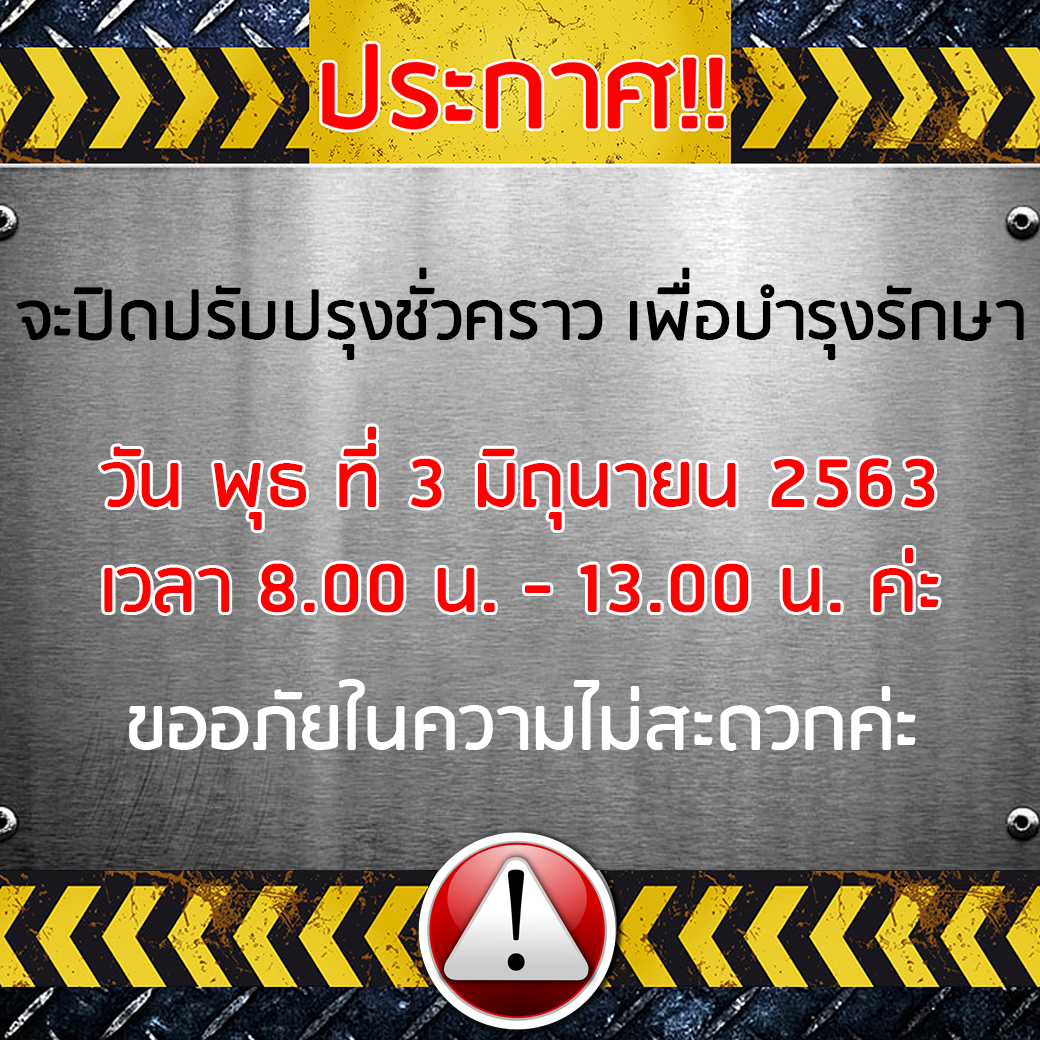 ประกาศ!!
จะปิดปรับปรุงชั่วคราว เพื่อบำรุงรักษา
วัน พุธ ที่ 3 มิถุนายน 2563
เวลา 8.00 น. - 13.00 น. ค่ะ
ขออภัยในความไม่สะดวกค่ะ